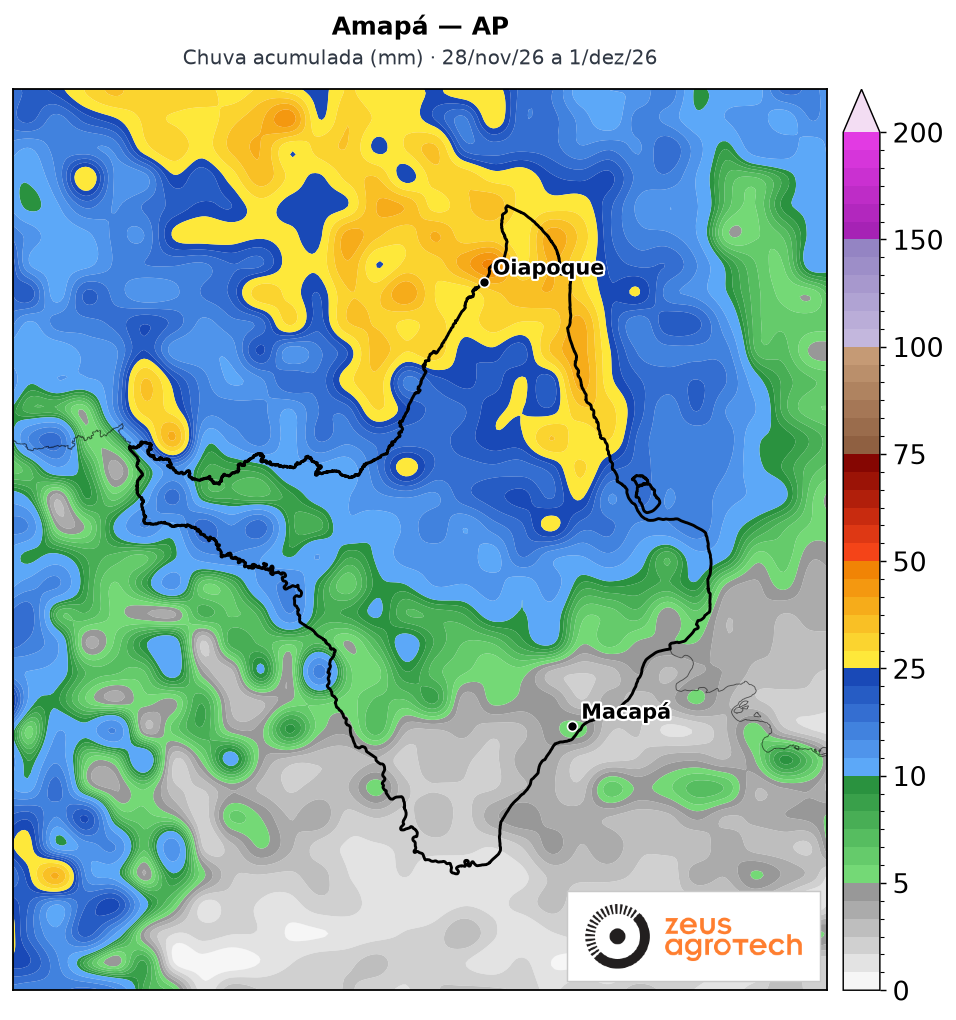 Amapá — AP
Chuva acumulada (mm) · 28/nov/26 a 1/dez/26
200
150
100
75
50
25
10
5
0
Oiapoque
Macapá
zeus
agrotech